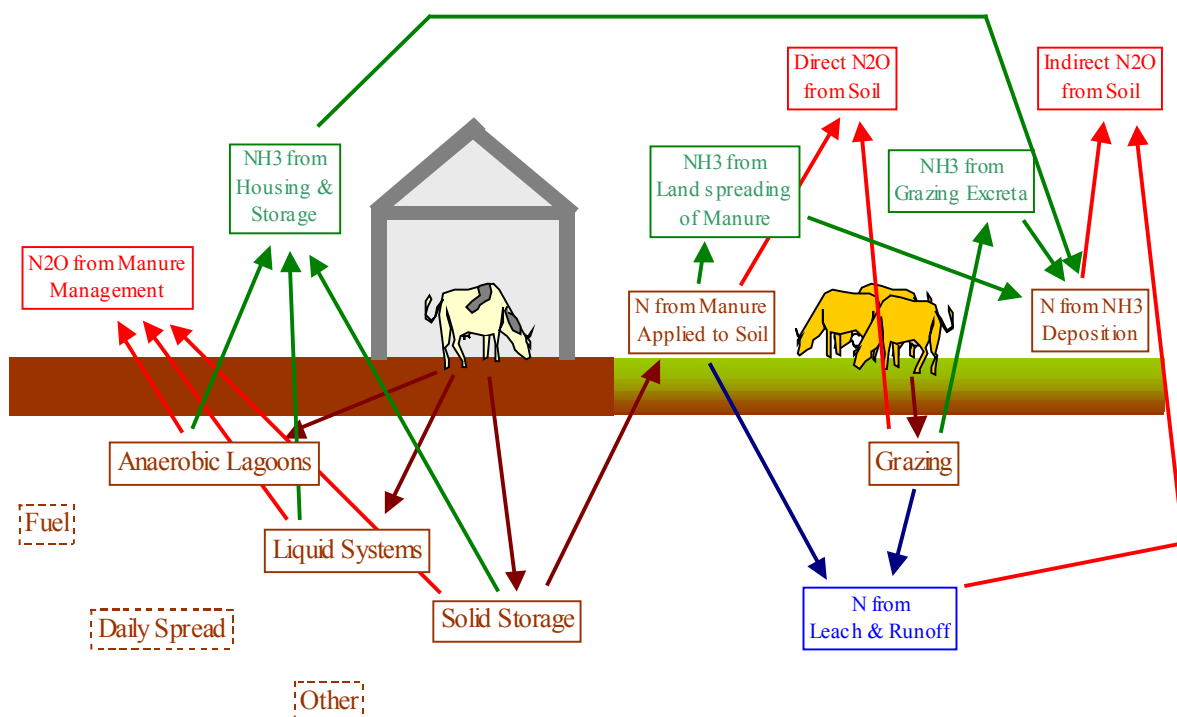 Direct N2O
from Soil
Indirect N2O
from Soil
NH3 from
Housing &
Storage
NH3 from
Land spreading
of Manure
NH3 from
Grazing Excreta
N2O from Manure
Management
N from Manure
Applied to Soil
N from NH3
Deposition
Anaerobic Lagoons
Grazing
Fuel
Liquid Systems
Solid Storage
N from
Leach & Runoff
Daily Spread
Other